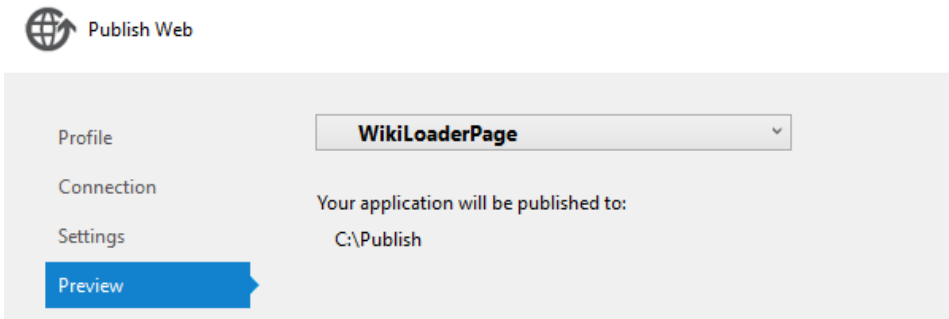 Publish Web
Profile
WikiLoaderPage
Connection
Your application will be published to:
Settings
C:\Publish
Preview